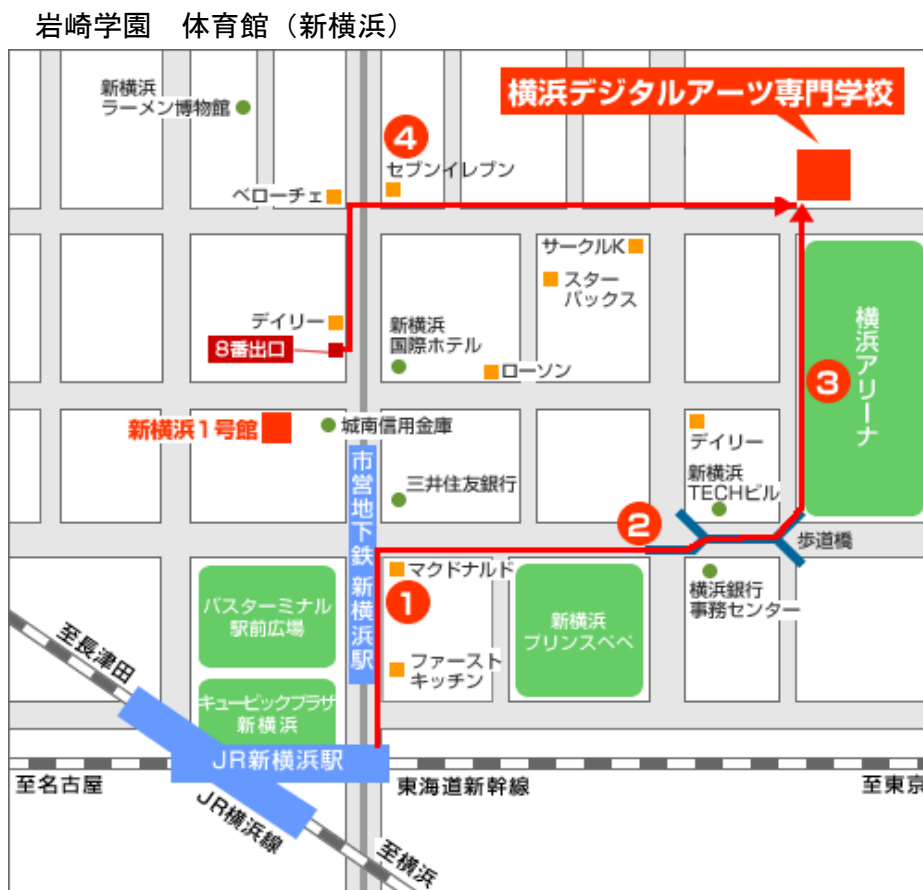 岩崎学園 体育館(新横浜)
横浜デジタルアーツ専門学校
新横浜
ラーメン博物館
4
セブンイレブン
ベローチェ
サークルK
スター
バックス
デイリー
8番出口
新横浜
国際ホテル
ローソン
横浜アリーナ
3
新横浜1号館
城南信用金庫
デイリー
市営地下鉄 新横浜駅
三井住友銀行
新横浜
TECHビル
2
歩道橋
マクドナルド
1
バスターミナル
駅前広場
新横浜
プリンスペペ
横浜銀行
事務センター
至長津田
ファースト
キッチン
キュービックプラザ
新横浜
JR新横浜駅
至名古屋
東海道新幹線
至東京
JR横浜線
至横浜